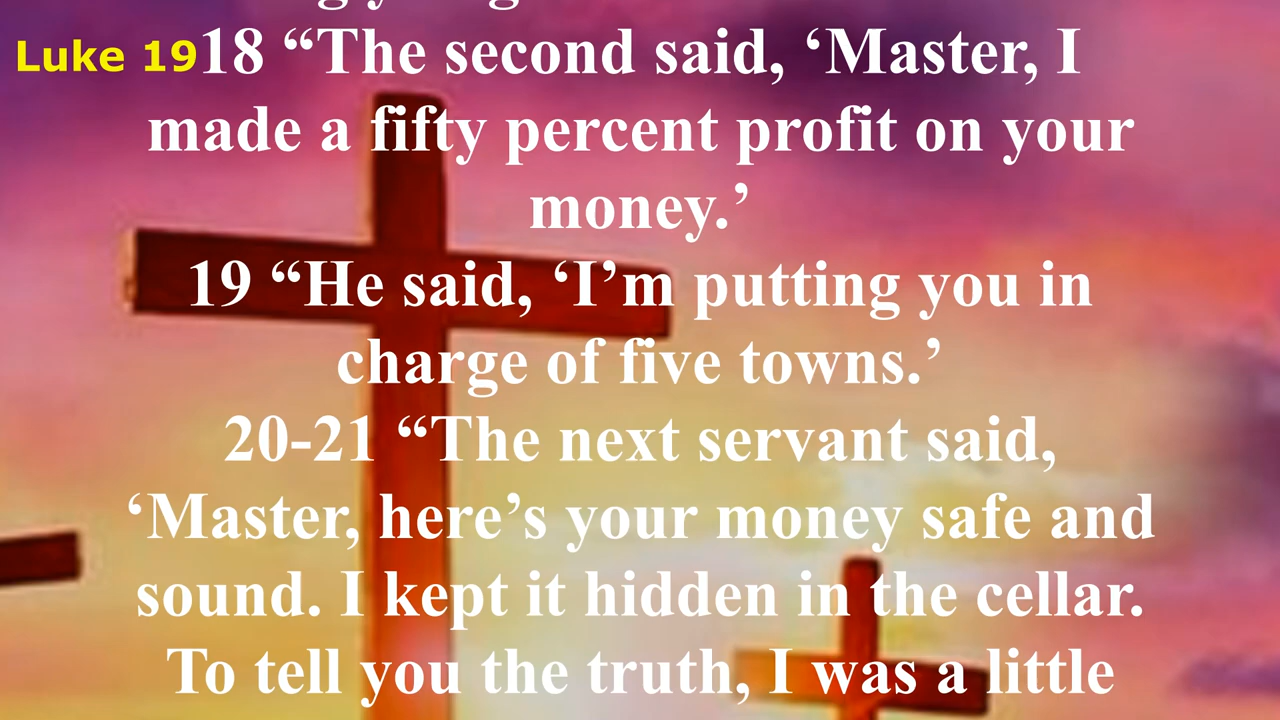 Luke 19 18 “The second said, ‘Master, I
made a fifty percent profit on your
money.’
19 “He said, ‘I’m putting you in
charge of five towns.’
20-21 “The next servant said,
‘Master, here’s your money safe and
sound. I kept it hidden in the cellar.
To tell you the truth, I was a little